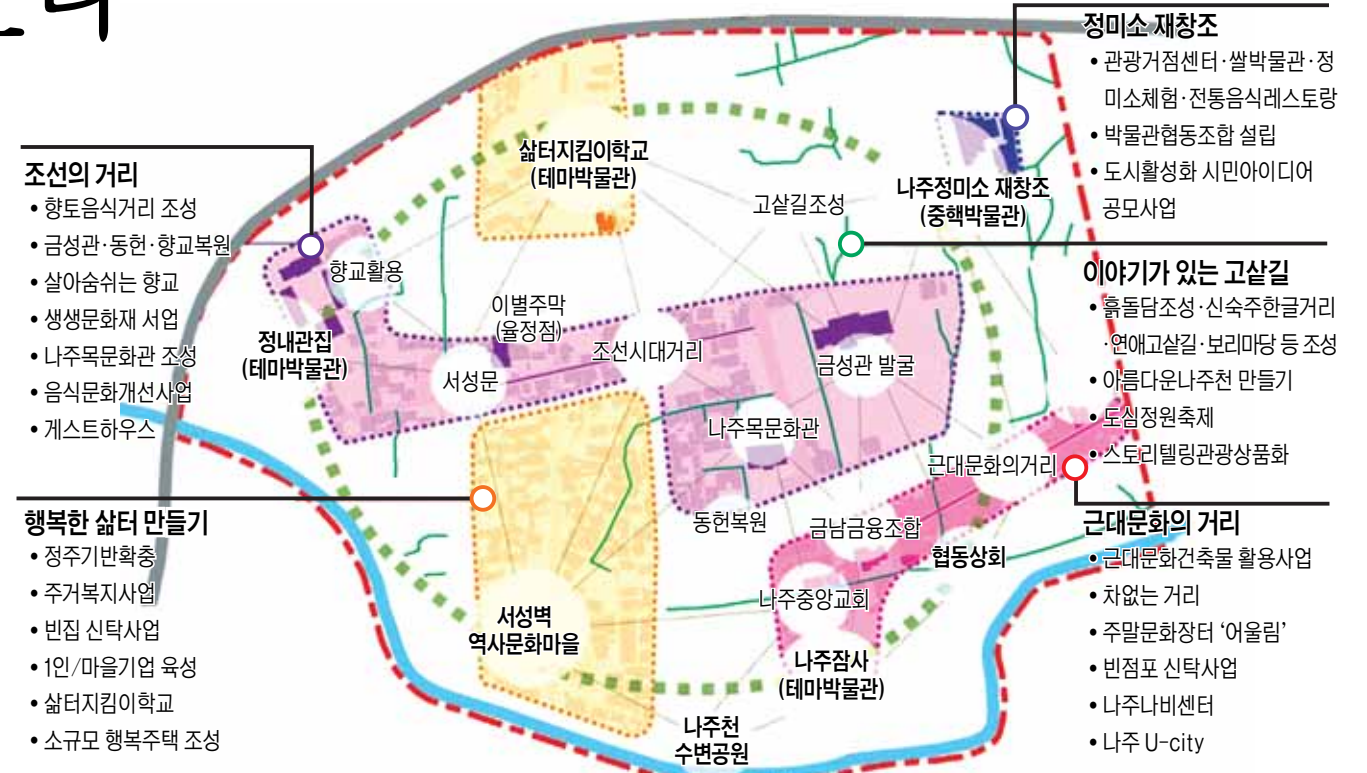 조선의 거리
• 향토음식거리 조성
• 금성관·동헌·향교복원
• 살아숨쉬는 향교
• 생생문화재 서업
• 나주목문화관 조성
• 음식문화개선사업
• 게스트하우스
행복한 삶터 만들기
• 정주기반확충
• 주거복지사업
• 빈집 신탁사업
• 1인/마을기업 육성
• 삶터지킴이학교
• 소규모 행복주택 조성
삶터지킴이학교
(테마박물관)
고샅길조성
나주정미소 재창조
(중핵박물관)
향교활용
이별주막
(율정점)
정내관집
(테마박물관)
서성문
조선시대거리
금성관 발굴
나주목문화관
근대문화의거리
동헌복원
금남금융조합
협동상회
나주중앙교회
서성벽
역사문화마을
나주잠사
(테마박물관)
나주천
수변공원
정미소 재창조
• 관광거점센터·쌀박물관·정
미소체험·전통음식레스토랑
• 박물관협동조합 설립
• 도시활성화 시민아이디어
공모사업
이야기가 있는 고샅길
• 흙돌담조성·신숙주한글거리
·연애고샅길·보리마당 등 조성
• 아름다운나주천 만들기
• 도심정원축제
• 스토리텔링관광상품화
근대문화의 거리
• 근대문화건축물 활용사업
• 차없는 거리
• 주말문화장터 ‘어울림’
• 빈점포 신탁사업
• 나주나비센터
• 나주 U-city